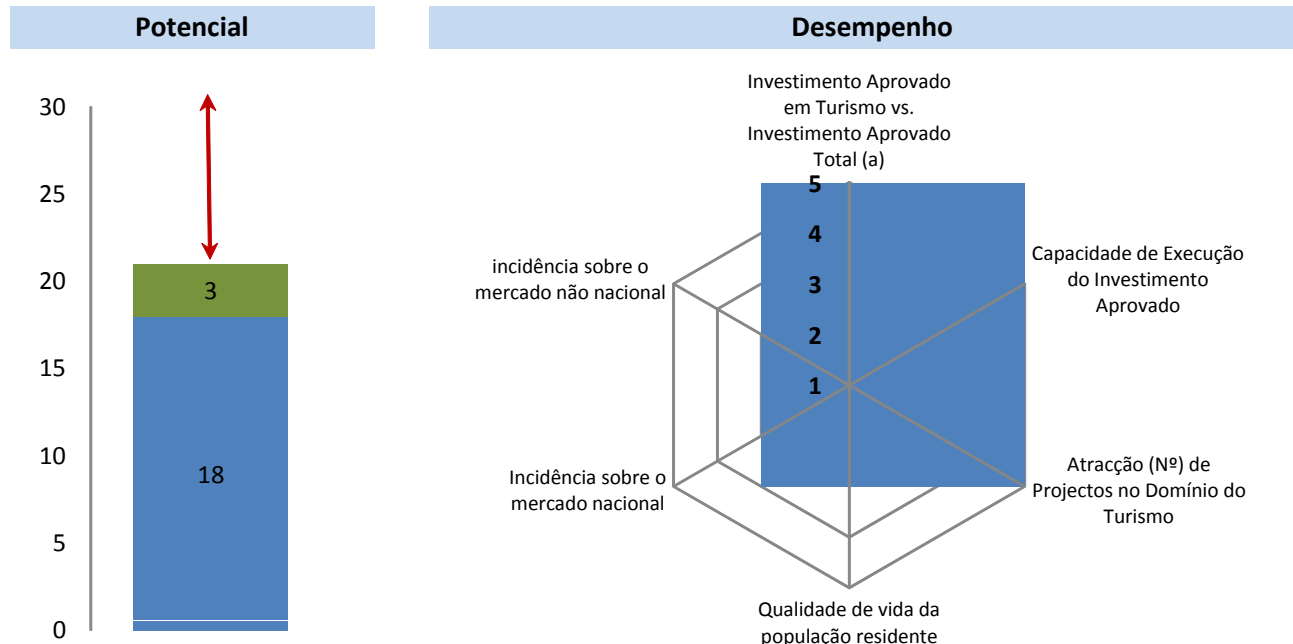 Potencial
Desempenho
30
25
20
15
10
5
0
3
18
Investimento Aprovado
em Turismo vs.
Investimento Aprovado
Total (a)
5
4
3
2
1
Capacidade de Execução
do Investimento
Aprovado
Atracção (Nº) de
Projectos no Domínio do
Turismo
Qualidade de vida da
população residente
Incidência sobre o
mercado nacional
incidência sobre o
mercado não nacional